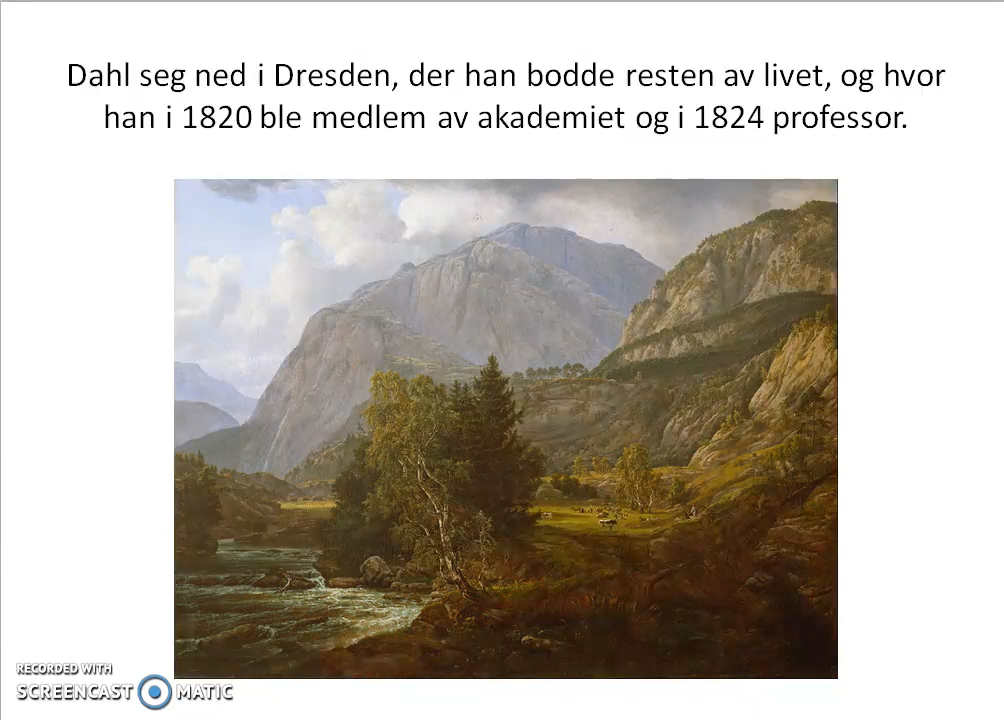 Dahl seg ned i Dresden, der han bodde resten av livet, og hvor
han i 1820 ble medlem av akademiet og i 1824 professor.
RECORDED WITH
SCREENCAST MATIC